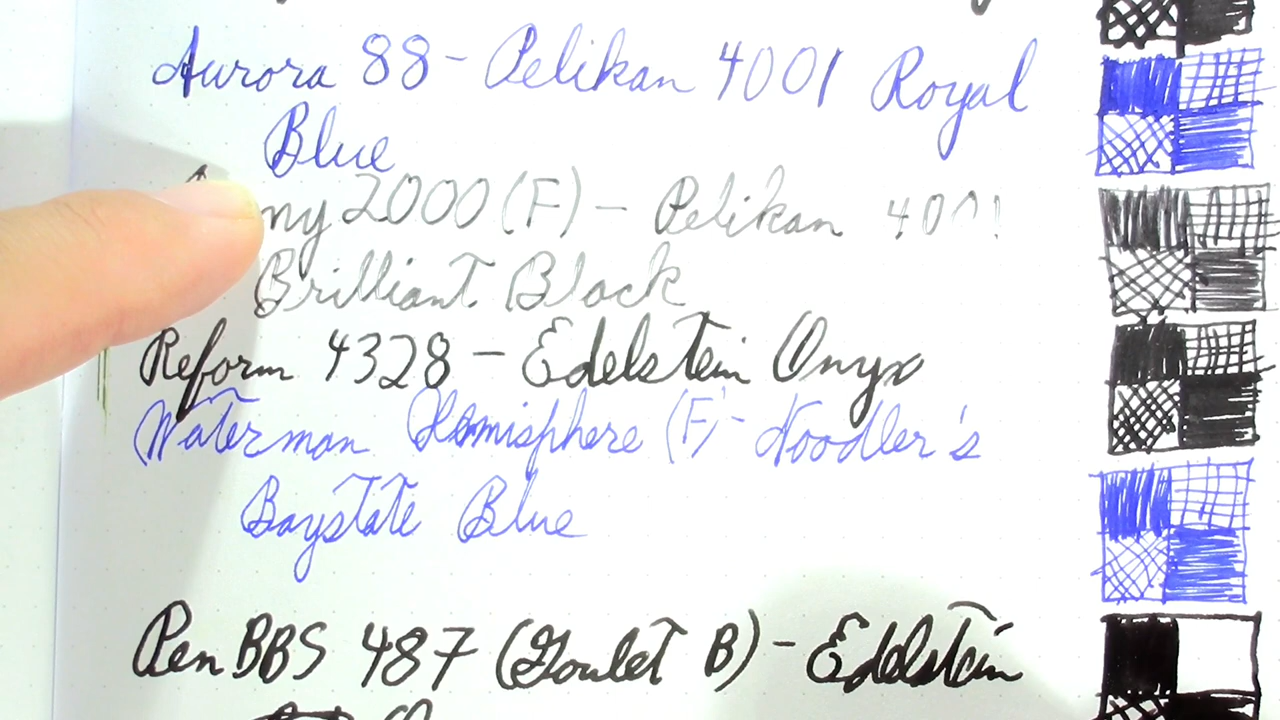 Aurora 88 - Pelikan 4001 Royal
Blue
2000 (F) - Pelikan 4001
Brilliant Black
Reform 4328 - Edelstein Onyx
Waterman Hemisphere (F) - Noodler's
Baystate Blue
Pen BBS 487 (Goulet B) - Edelstein